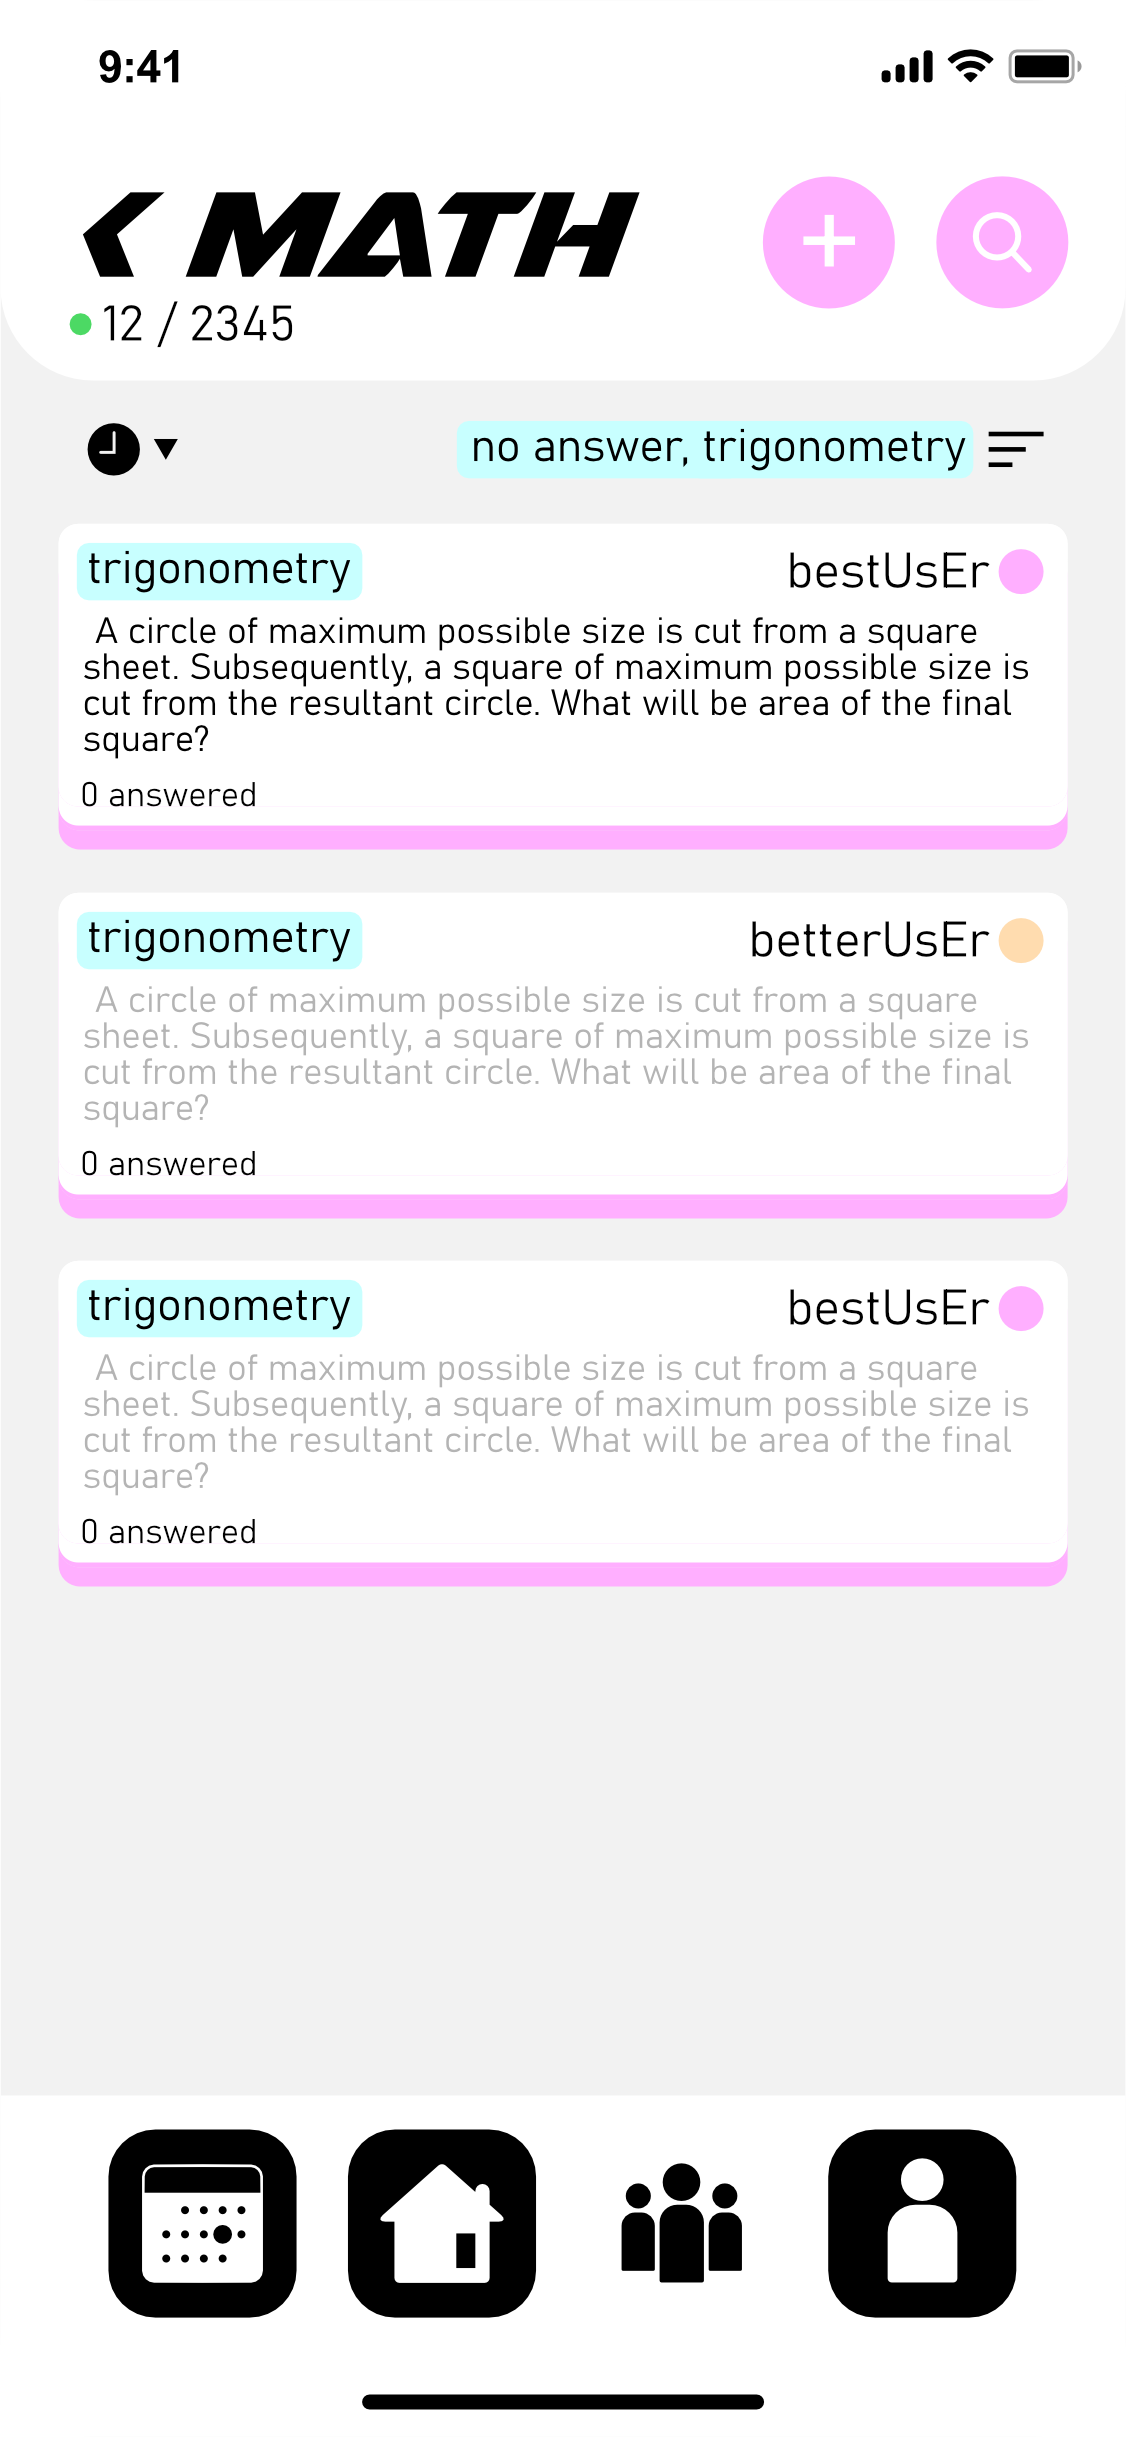 9:41
MATH
12 / 2345
no answer, trigonometry
trigonometry
bestUsEr
A circle of maximum possible size is cut from a square
sheet. Subsequently, a square of maximum possible size is
cut from the resultant circle. What will be area of the final
square?
0 answered
trigonometry
betterUsEr
A circle of maximum possible size is cut from a square
sheet. Subsequently, a square of maximum possible size is
cut from the resultant circle. What will be area of the final
square?
0 answered
trigonometry
bestUsEr
A circle of maximum possible size is cut from a square
sheet. Subsequently, a square of maximum possible size is
cut from the resultant circle. What will be area of the final
square?
0 answered